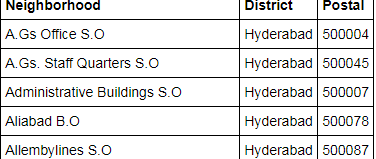 Neighborhood District Postal
A.Gs Office S.O Hyderabad 500004
A.Gs. Staff Quarters S.O Hyderabad 500045
Administrative Buildings S.O Hyderabad 500007
Aliabad B.O Hyderabad 500078
Allembylines S.O Hyderabad 500087